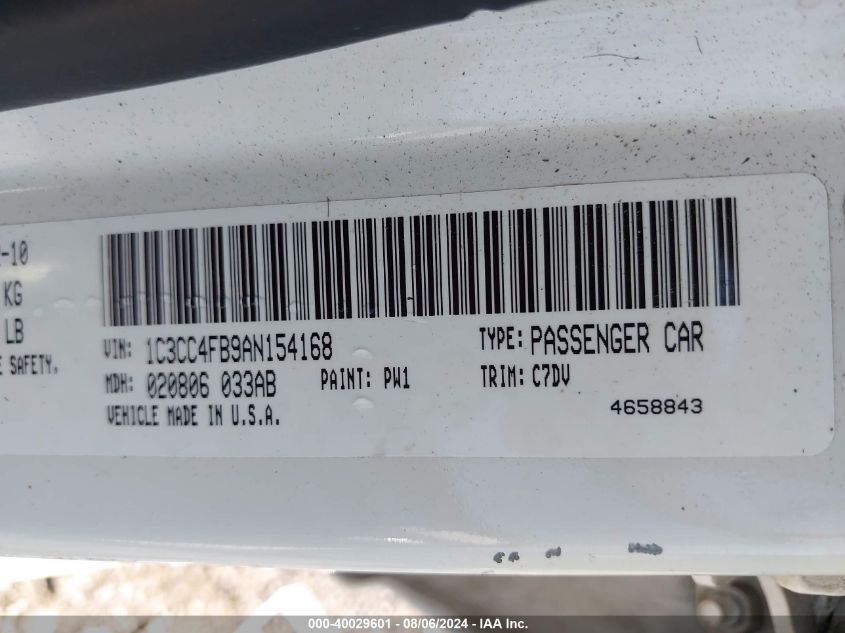 -10
KG
LB
SAFETY.
VIN: 1C3CC4FB9AN154168
TYPE: PASSENGER CAR
MDH: 020806 033AB
PAINT: PW1
TRIM: C7DV
VEHICLE MADE IN U.S.A.
4658843
000-40029601 - 08/06/2024 - IAA Inc.